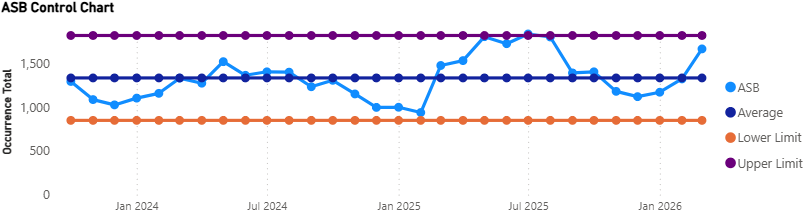 ASB Control Chart
Occurrence Total
1,500
1,000
500
0
Jan 2024
Jul 2024
Jan 2025
Jul 2025
Jan 2026
ASB
Average
Lower Limit
Upper Limit